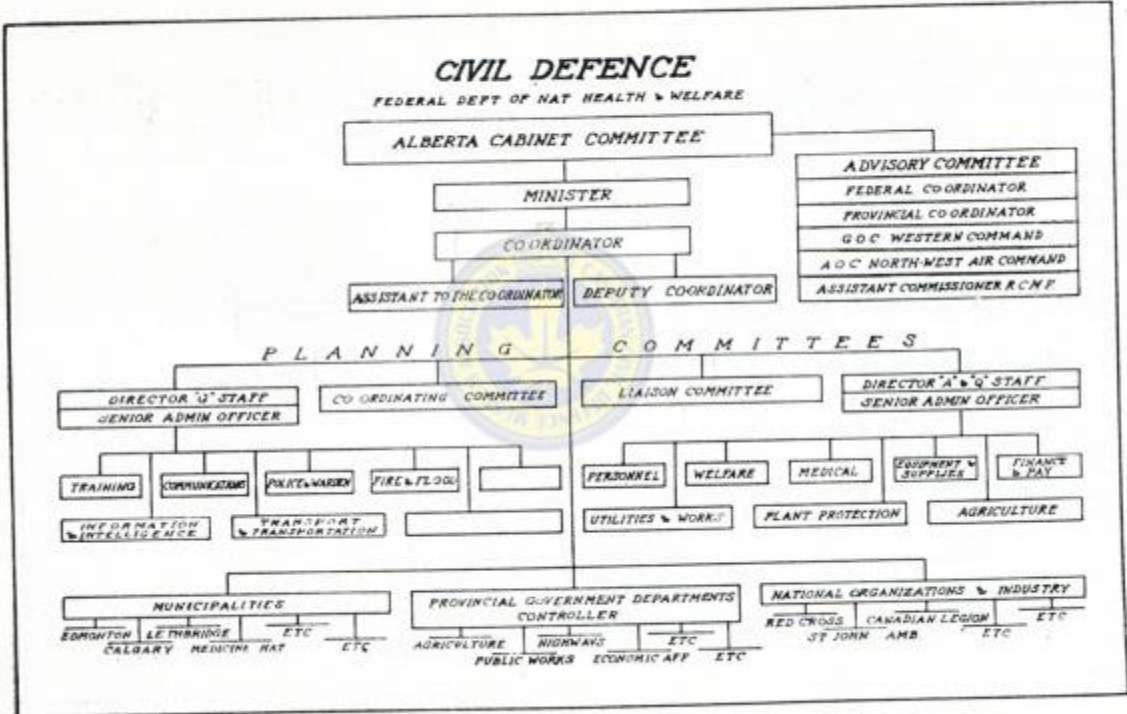 CIVIL DEFENCE
FEDERAL DEPT OF NAT HEALTH & WELFARE
ALBERTA CABINET COMMITTEE
ADVISORY COMMITTEE
FEDERAL COORDINATOR
PROVINCIAL COORDINATOR
G O C WESTERN COMMAND
A O C NORTH-WEST AIR COMMAND
ASSISTANT COMMISSIONER R C M P
MINISTER
COORDINATOR
ASSISTANT TO THE COORDINATOR
DEPUTY COORDINATOR
PLANNING COMMITTEES
DIRECTOR "G" STAFF
SENIOR ADMIN OFFICER
CO ORDINATING COMMITTEE
LIAISON COMMITTEE
DIRECTOR "A" & "Q" STAFF
SENIOR ADMIN OFFICER
TRAINING
COMMUNICATIONS
POLICE & WARDEN
FIRE & FLOOD
INFORMATION
& INTELLIGENCE
TRANSPORT
& TRANSPORTATION
PERSONNEL
WELFARE
MEDICAL
EQUIPMENT &
SUPPLIES
FINANCE
& PAY
UTILITIES & WORKS
PLANT PROTECTION
AGRICULTURE
MUNICIPALITIES
EDMONTON
LETHBRIDGE
ETC
CALGARY
MEDICINE HAT
ETC
PROVINCIAL GOVERNMENT DEPARTMENTS
CONTROLLER
AGRICULTURE
HIGHWAYS
ETC
PUBLIC WORKS
ECONOMIC AFF
ETC
NATIONAL ORGANIZATIONS & INDUSTRY
RED CROSS
CANADIAN LEGION
ETC
ST JOHN AMB
ETC